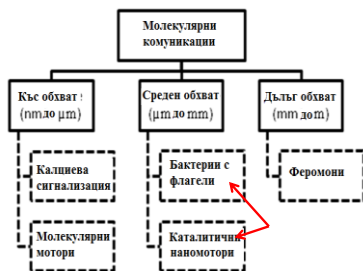 Молекулярни
комуникации
Къс обхват
(nm до µm)
Среден обхват
(µm до mm)
Дълъг обхват
(mm до m)
Калциева
сигнализация
Бактерии с
флагели
Феромони
Молекулярни
мотори
Каталитични
наномотори